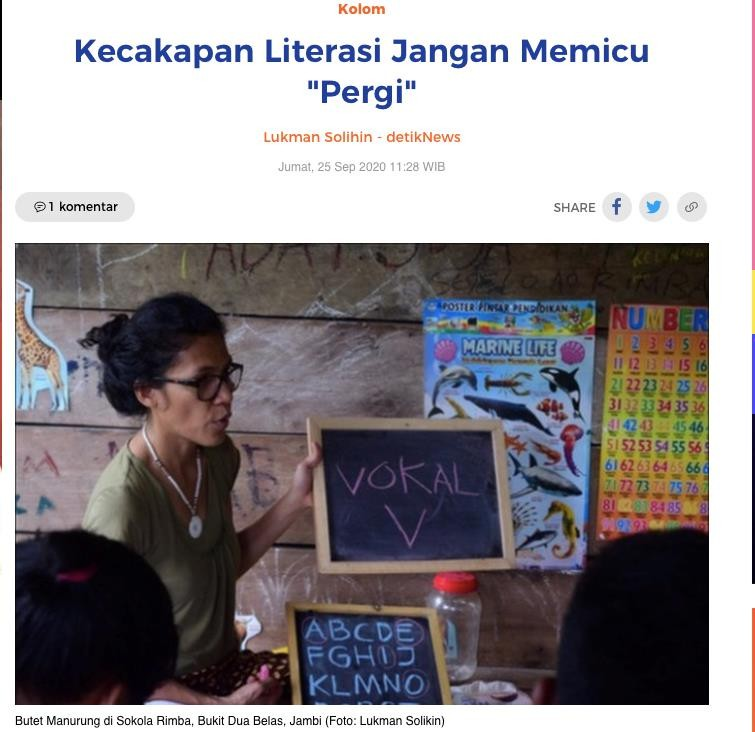 Kolom
Kecakapan Literasi Jangan Memicu
"Pergi"
Lukman Solihin - detikNews
Jumat, 25 Sep 2020 11:28 WIB
1 komentar
SHARE
POSTER PINTAR PENDIDIKAN
MARINE LIFE
NUMBER
1 2 3 4 5 6
11 12 13 14 15 16
21 22 23 24 25 26
31 32 33 34 35 36
41 42 43 44 45 46
51 52 53 54 55 56
61 62 63 64 65 66
71 72 73 74 75 76
81 83 84 85 8
VOKAL
V
ABCDE
FGHIJ
KLMNO
Butet Manurung di Sokola Rimba, Bukit Dua Belas, Jambi (Foto: Lukman Solikin)